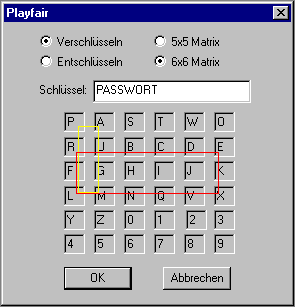 Playfair
Verschlüsseln 5x5 Matrix
Entschlüsseln 6x6 Matrix
Schlüssel: PASSWORT
P A S T W O
R U B C D E
F G H I J K
L M N Q V X
Y Z 0 1 2 3
4 5 6 7 8 9
OK Abbrechen